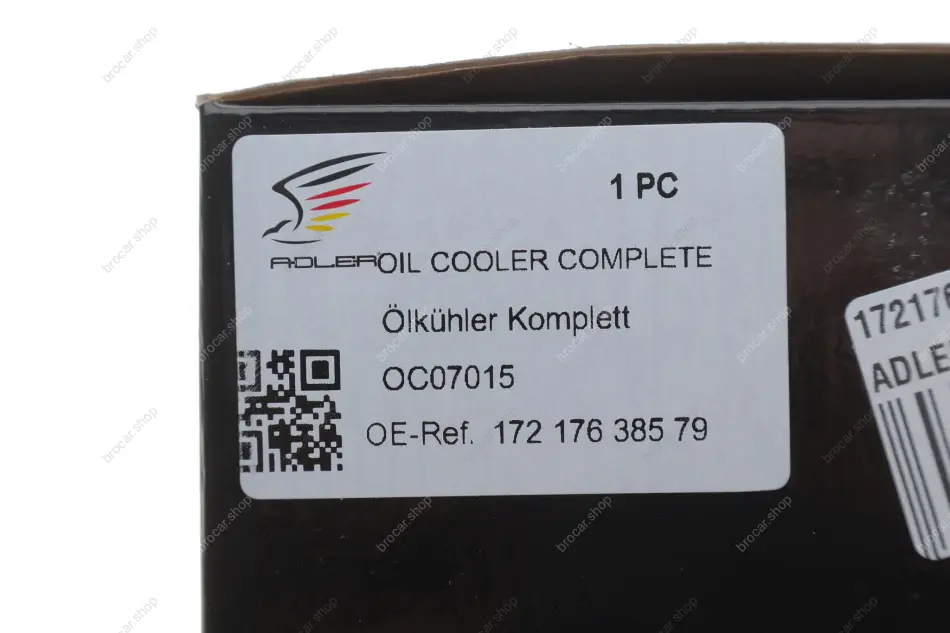 1 PC
ADLER
OIL COOLER COMPLETE
Ölkühler Komplett
OC07015
OE-Ref. 172 176 385 79
brocar.shop